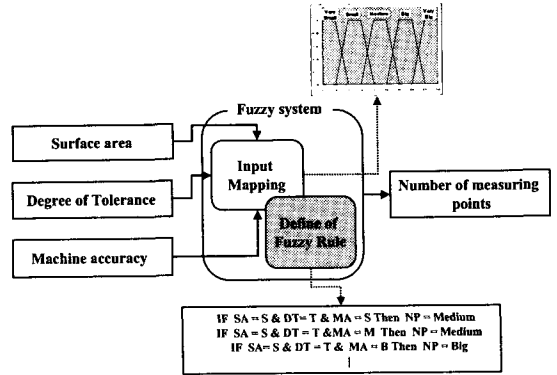 Very Small
Small
Medium
Big
Very Big
Fuzzy system
Surface area
Input Mapping
Degree of Tolerance
Number of measuring points
Define of Fuzzy Rule
Machine accuracy
IF SA = S & DT= T & MA = S Then NP = Medium
IF SA = S & DT = T &MA = M Then NP = Medium
IF SA= S & DT = T & MA = B Then NP = Big